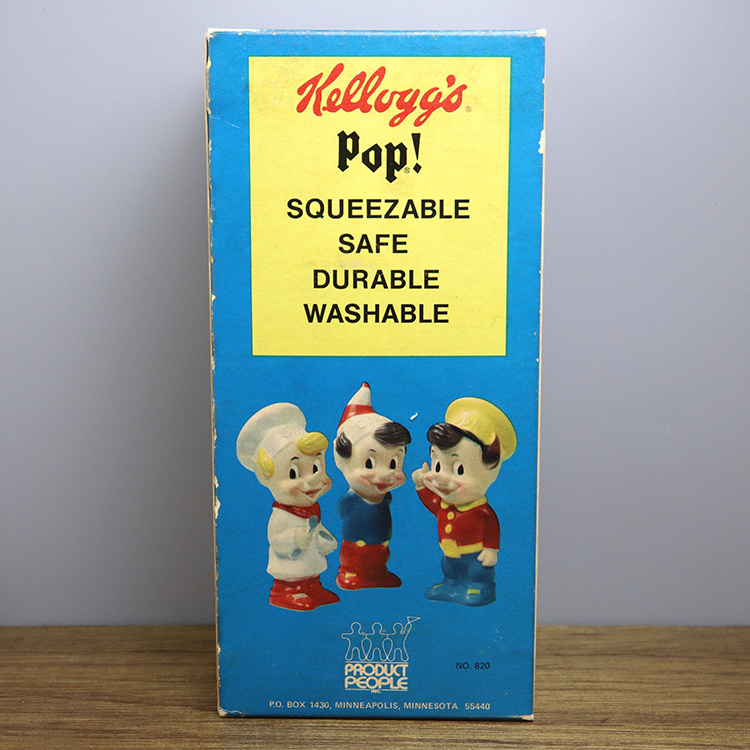 Kellogg's®
Pop!®
SQUEEZABLE
SAFE
DURABLE
WASHABLE
PRODUCT
PEOPLE
INC.
NO. 820
P.O. BOX 1430, MINNEAPOLIS, MINNESOTA 55440